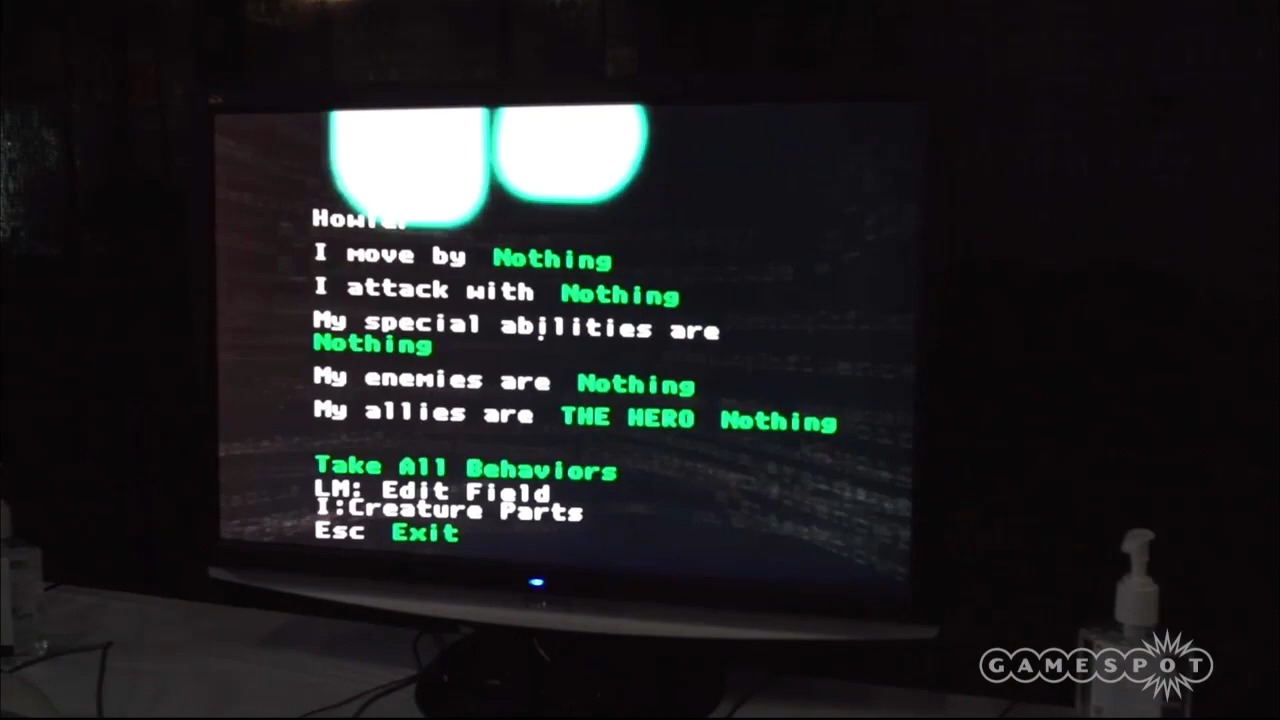 I move by Nothing
I attack with Nothing
My special abilities are
Nothing
My enemies are Nothing
My allies are THE HERO Nothing
Take All Behaviors
LM: Edit Field
I:Creature Parts
Esc Exit
GAMESPOT